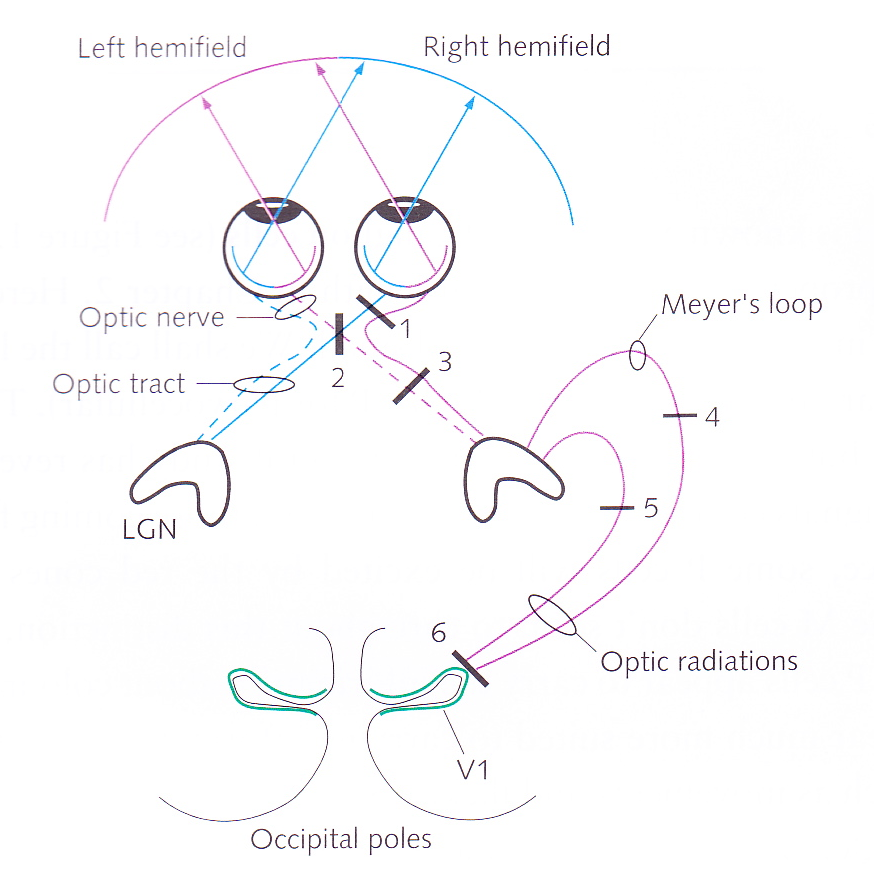 Left hemifield
Right hemifield
Optic nerve
1
Meyer's loop
2
3
Optic tract
4
LGN
5
6
Optic radiations
V1
Occipital poles